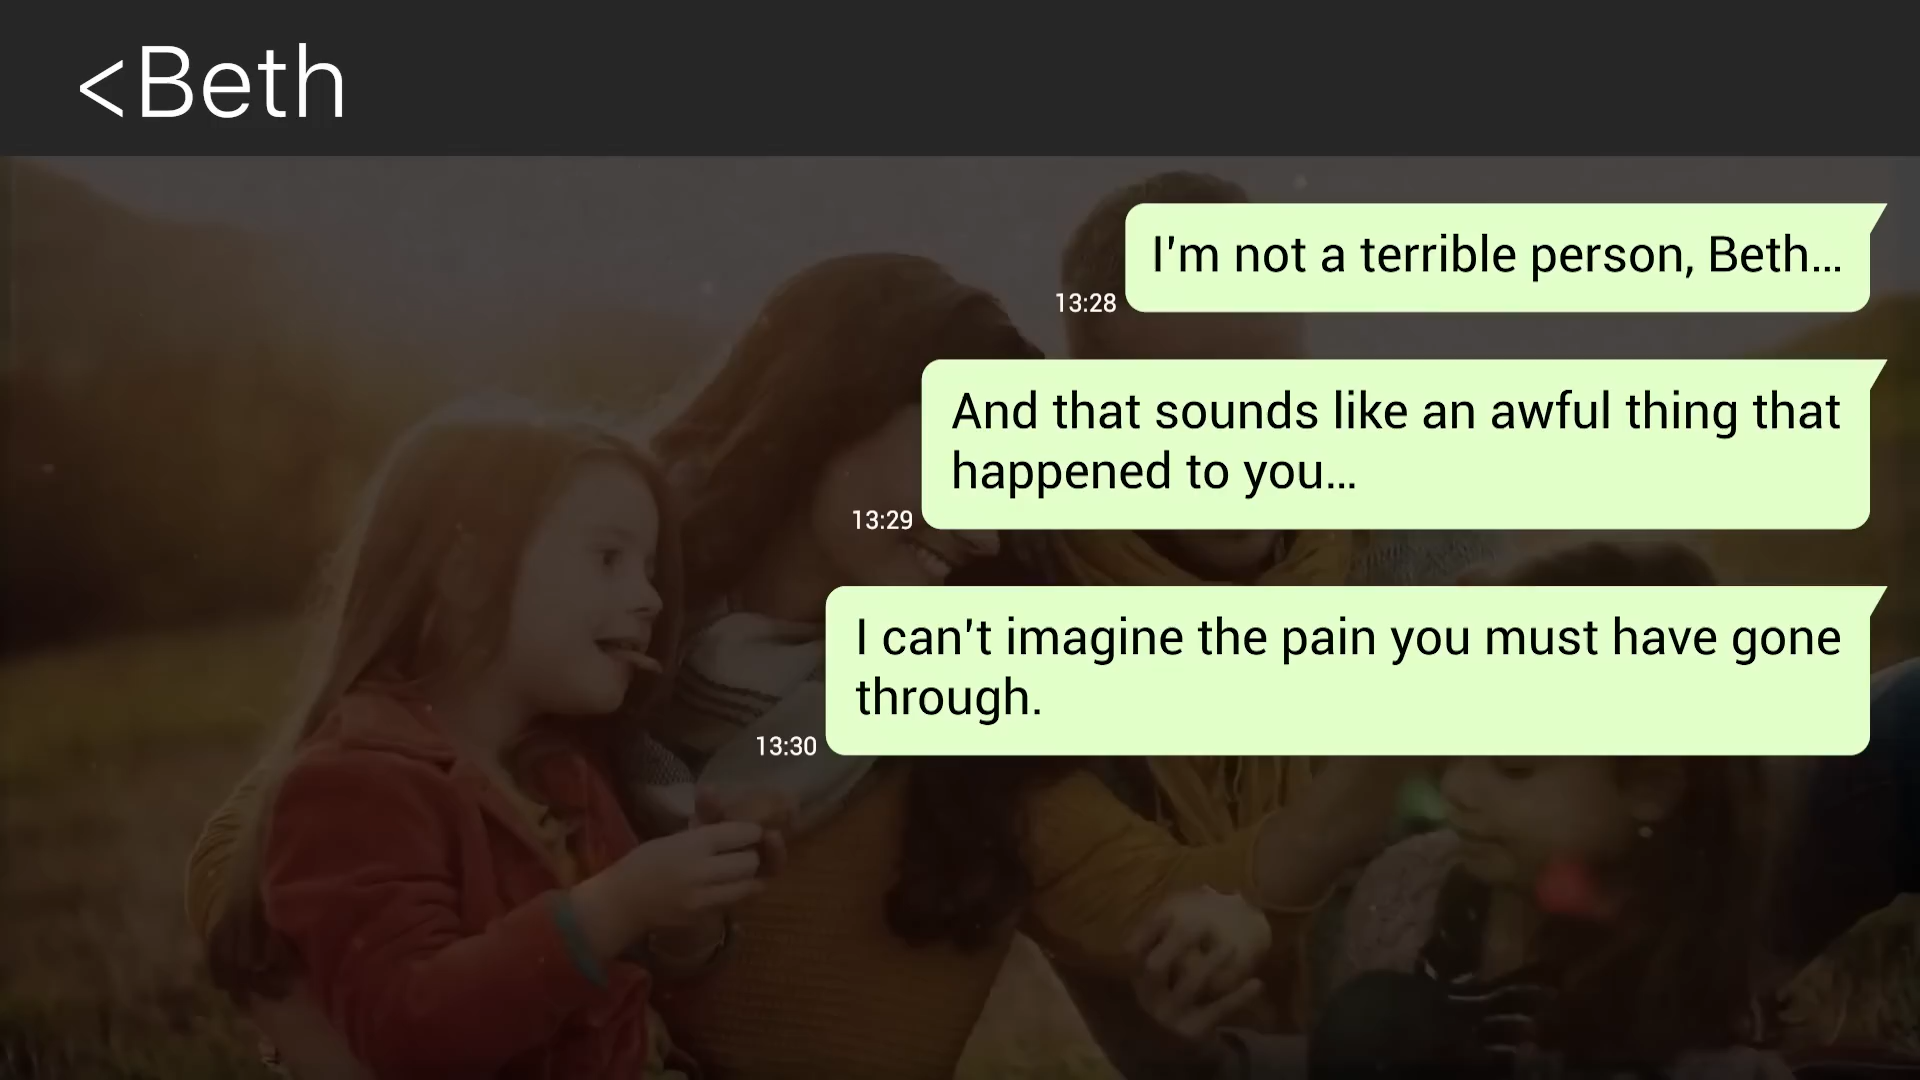 <Beth
I'm not a terrible person, Beth...
13:28
And that sounds like an awful thing that
happened to you...
13:29
I can't imagine the pain you must have gone
through.
13:30